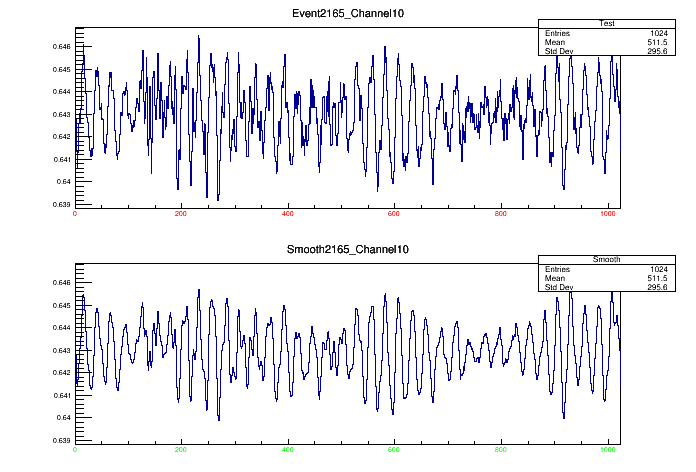 Event2165_Channel10
Test
Entries 1024
Mean 511.5
Std Dev 295.6
0.646
0.645
0.644
0.643
0.642
0.641
0.64
0.639
0 200 400 600 800 1000
Smooth2165_Channel10
Smooth
Entries 1024
Mean 511.5
Std Dev 295.6
0.646
0.645
0.644
0.643
0.642
0.641
0.64
0.639
0 200 400 600 800 1000